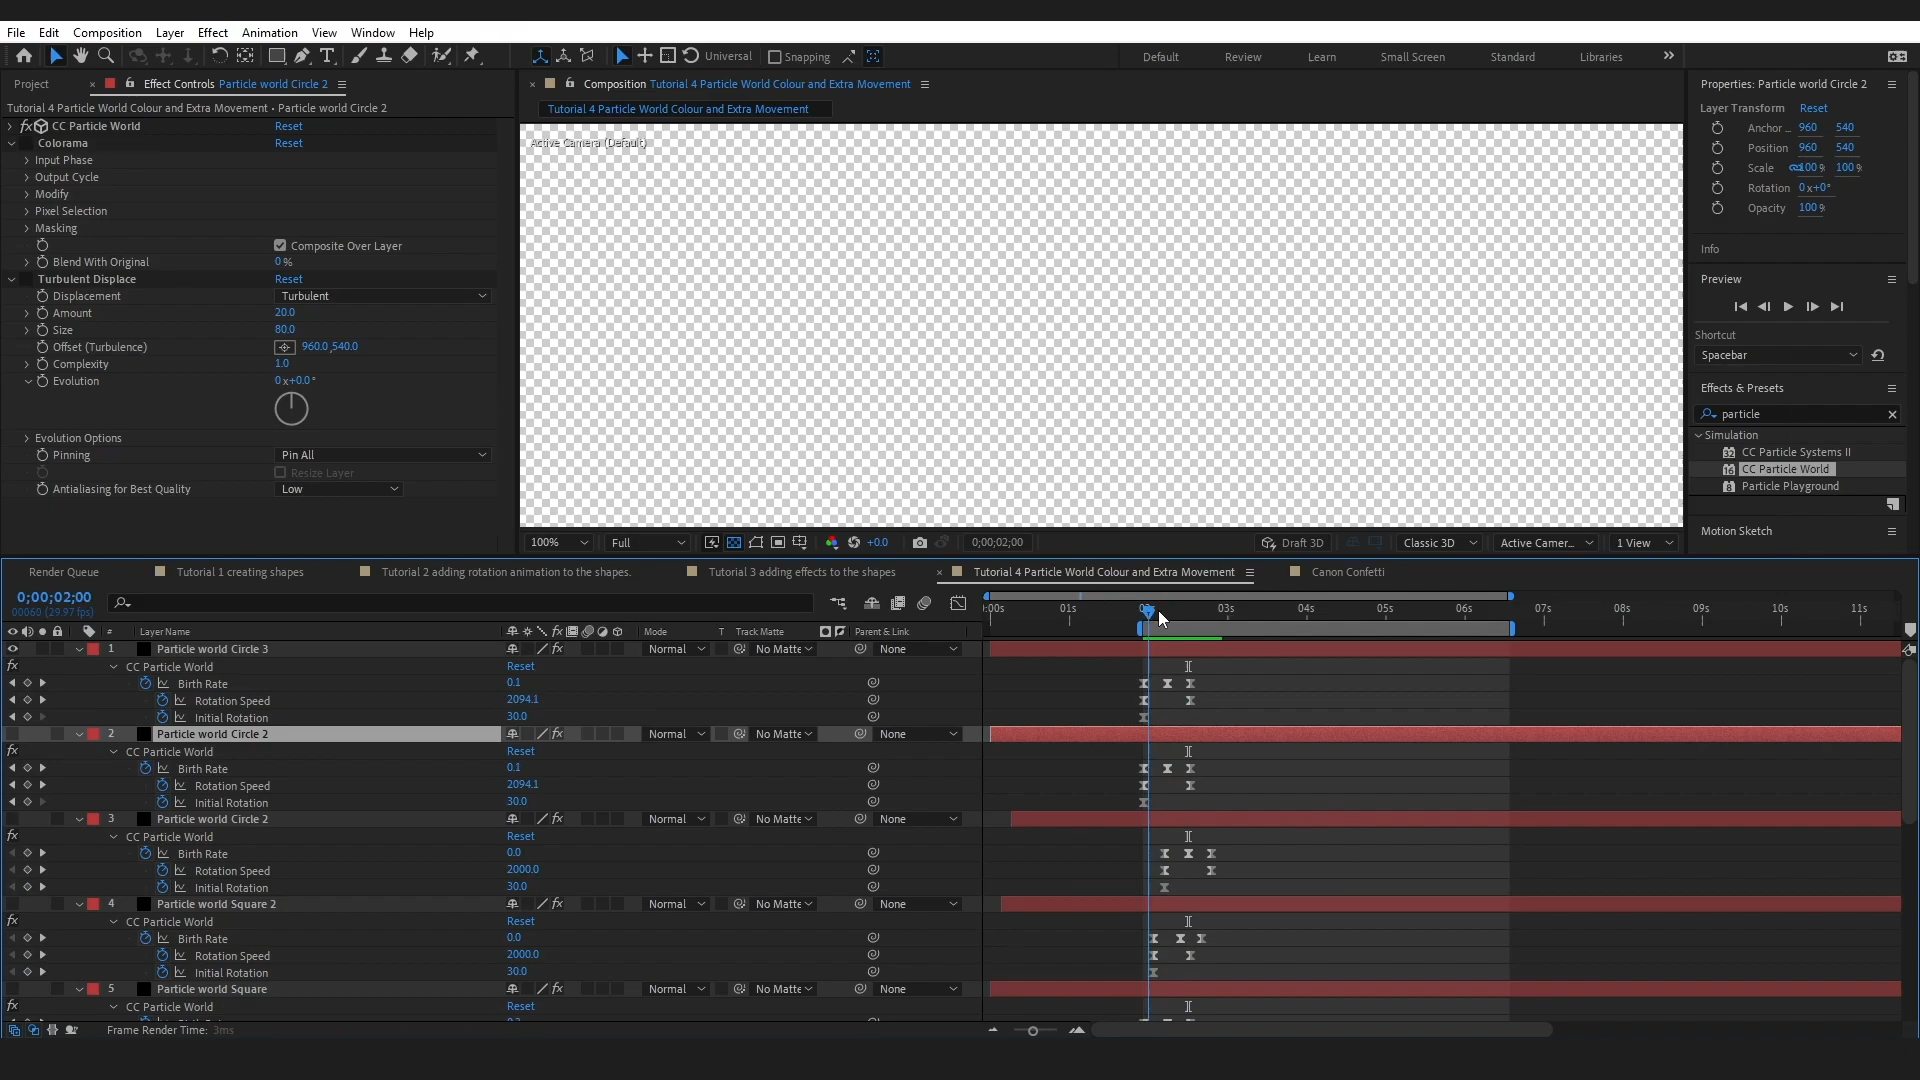 File Edit Composition Layer Effect Animation View Window Help
Universal Snapping Default Review Learn Small Screen Standard Libraries
Project Effect Controls Particle world Circle 2
Tutorial 4 Particle World Colour and Extra Movement • Particle world Circle 2
CC Particle World Reset
Colorama Reset
Input Phase
Output Cycle
Modify
Pixel Selection
Masking
Composite Over Layer
Blend With Original 0 %
Turbulent Displace Reset
Displacement Turbulent
Amount 20.0
Size 80.0
Offset (Turbulence) 960.0,540.0
Complexity 1.0
Evolution 0x+0.0°
Evolution Options
Pinning Pin All
Resize Layer
Antialiasing for Best Quality Low
Composition Tutorial 4 Particle World Colour and Extra Movement
Tutorial 4 Particle World Colour and Extra Movement
Active Camera (Default)
100% Full +0.0 0;00;02;00 Draft 3D Classic 3D Active Camer... 1 View
Properties: Particle world Circle 2
Layer Transform Reset
Anchor ... 960 540
Position 960 540
Scale 100 % 100 %
Rotation 0x+0°
Opacity 100 %
Info
Preview
Shortcut
Spacebar
Effects & Presets
particle
Simulation
32 CC Particle Systems II
16 CC Particle World
8 Particle Playground
Motion Sketch
Render Queue Tutorial 1 creating shapes Tutorial 2 adding rotation animation to the shapes. Tutorial 3 adding effects to the shapes Tutorial 4 Particle World Colour and Extra Movement Canon Confetti
0;00;02;00
00060 (29.97 fps)
:00s 01s 02s 03s 04s 05s 06s 07s 08s 09s 10s 11s
# Layer Name Mode T Track Matte Parent & Link
1 Particle world Circle 3 Normal No Matte None
CC Particle World Reset
Birth Rate 0.1
Rotation Speed 2094.1
Initial Rotation 30.0
2 Particle world Circle 2 Normal No Matte None
CC Particle World Reset
Birth Rate 0.1
Rotation Speed 2094.1
Initial Rotation 30.0
3 Particle world Circle 2 Normal No Matte None
CC Particle World Reset
Birth Rate 0.0
Rotation Speed 2000.0
Initial Rotation 30.0
4 Particle world Square 2 Normal No Matte None
CC Particle World Reset
Birth Rate 0.0
Rotation Speed 2000.0
Initial Rotation 30.0
5 Particle world Square Normal No Matte None
CC Particle World Reset
Frame Render Time: 3ms